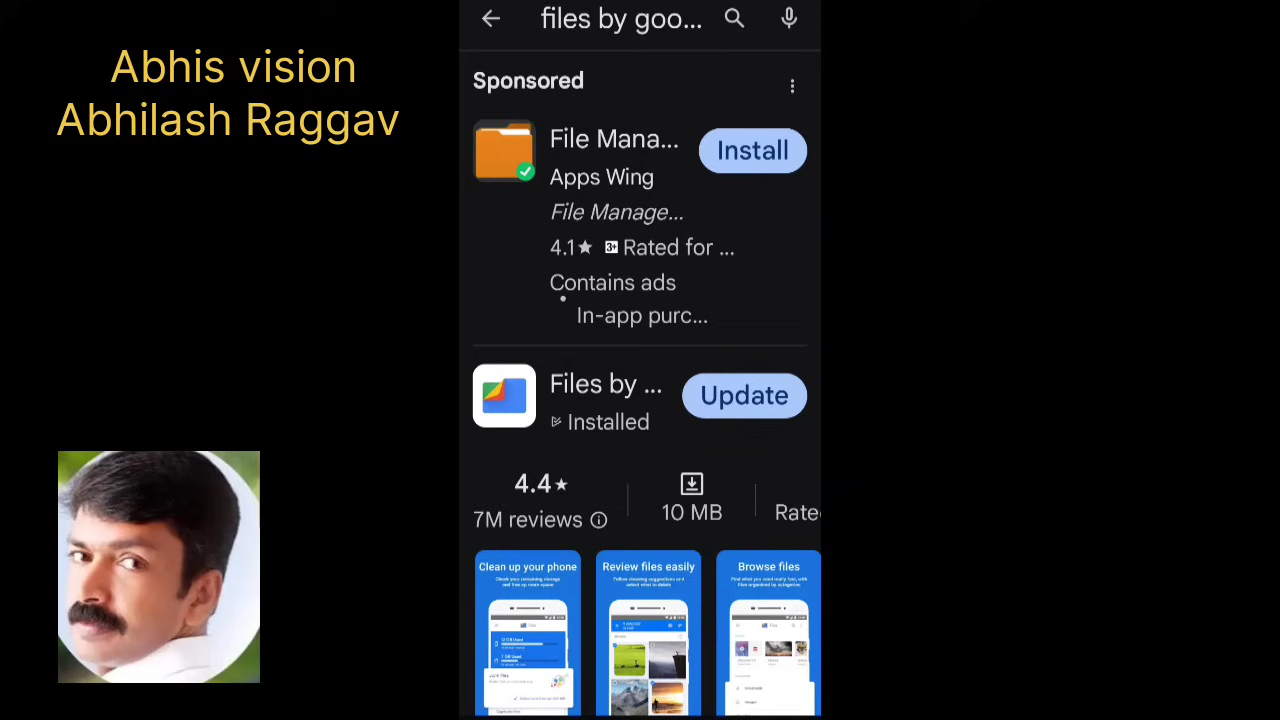 Abhis vision
Abhilash Raggav
files by goo...
Sponsored
File Mana...
Install
Apps Wing
File Manage...
4.1★ 3+ Rated for ...
Contains ads
In-app purc...
Files by ...
Update
Installed
4.4★
7M reviews
10 MB
Rate
Clean up your phone
Review files easily
Browse files